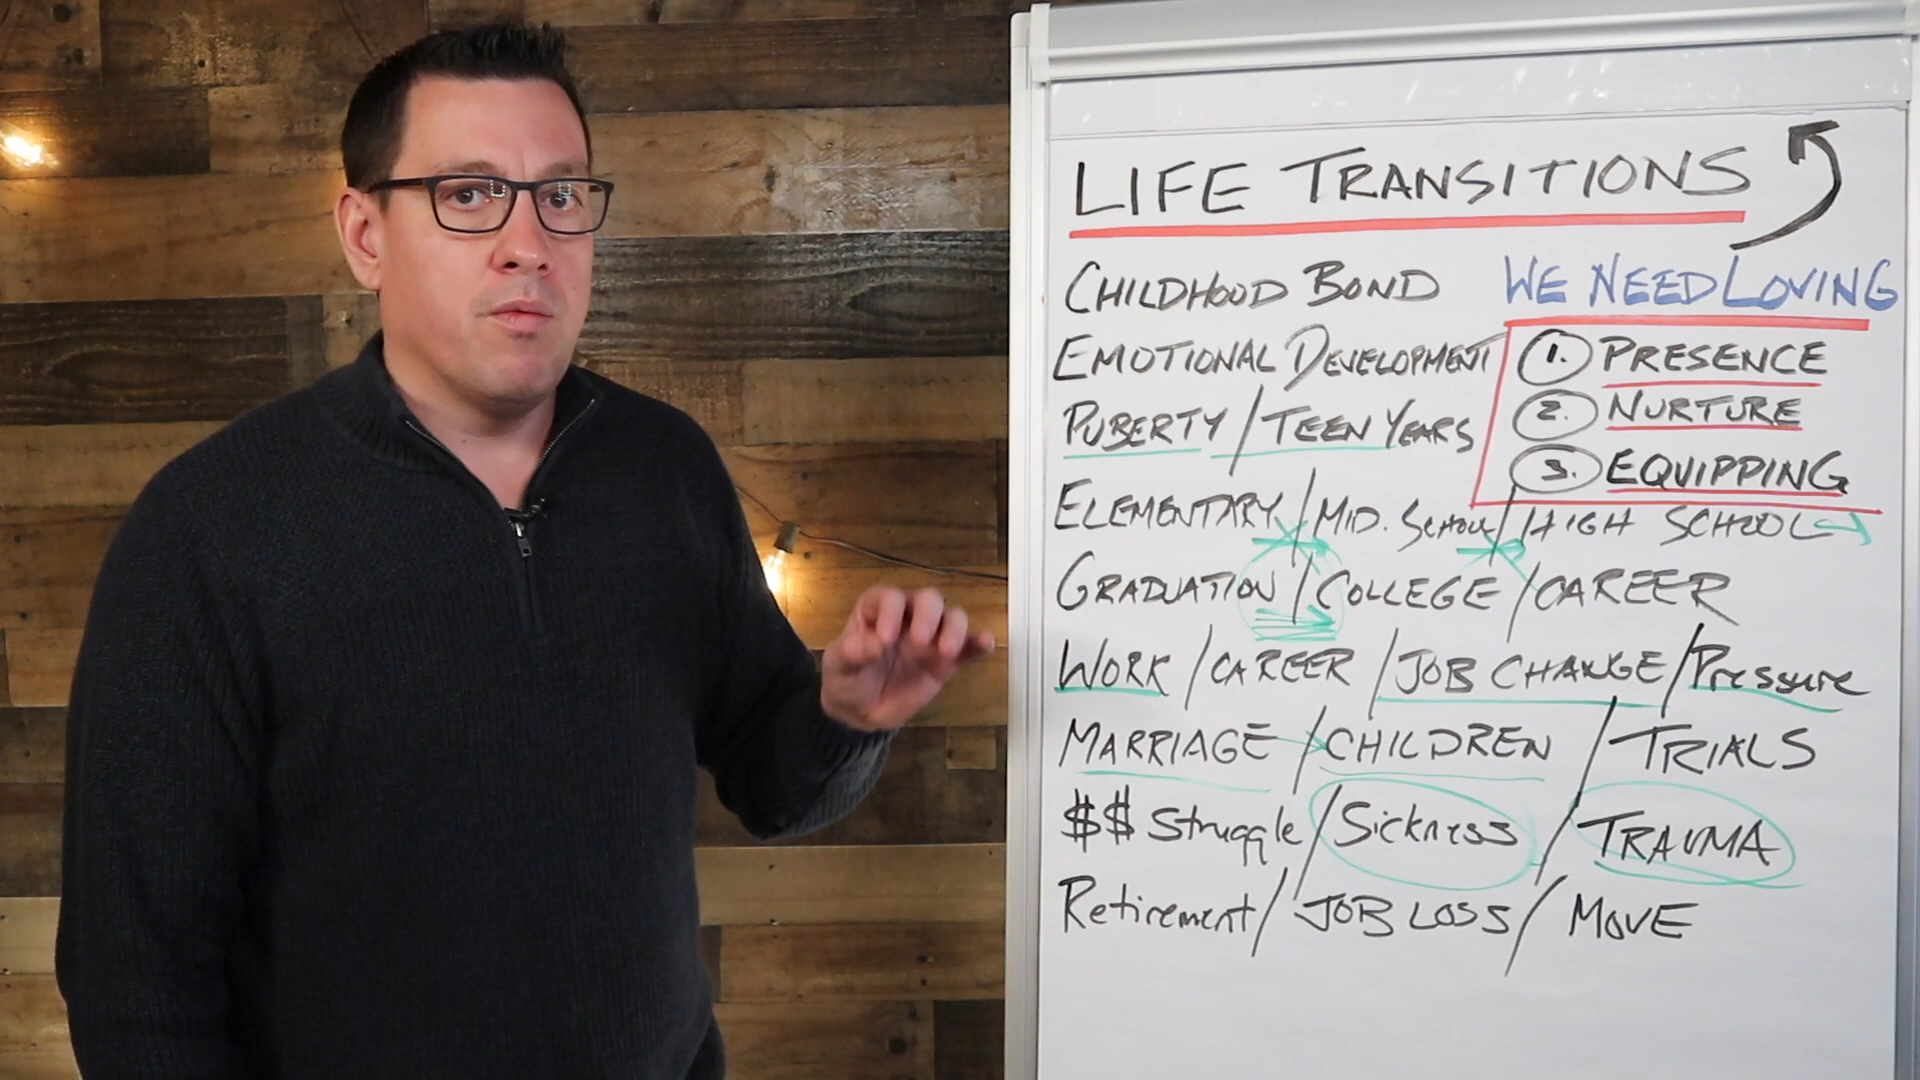 LIFE TRANSITIONS
CHILDHOOD BOND
WE NEED LOVING
1. PRESENCE
2. NURTURE
3. EQUIPPING
EMOTIONAL DEVELOPMENT
PUBERTY / TEEN YEARS
ELEMENTARY / MID. SCHOOL / HIGH SCHOOL
GRADUATION / COLLEGE / CAREER
WORK / CAREER / JOB CHANGE / Pressure
MARRIAGE / CHILDREN / TRIALS
$$ Struggle / Sickness / TRAUMA
Retirement / JOB LOSS / MOVE